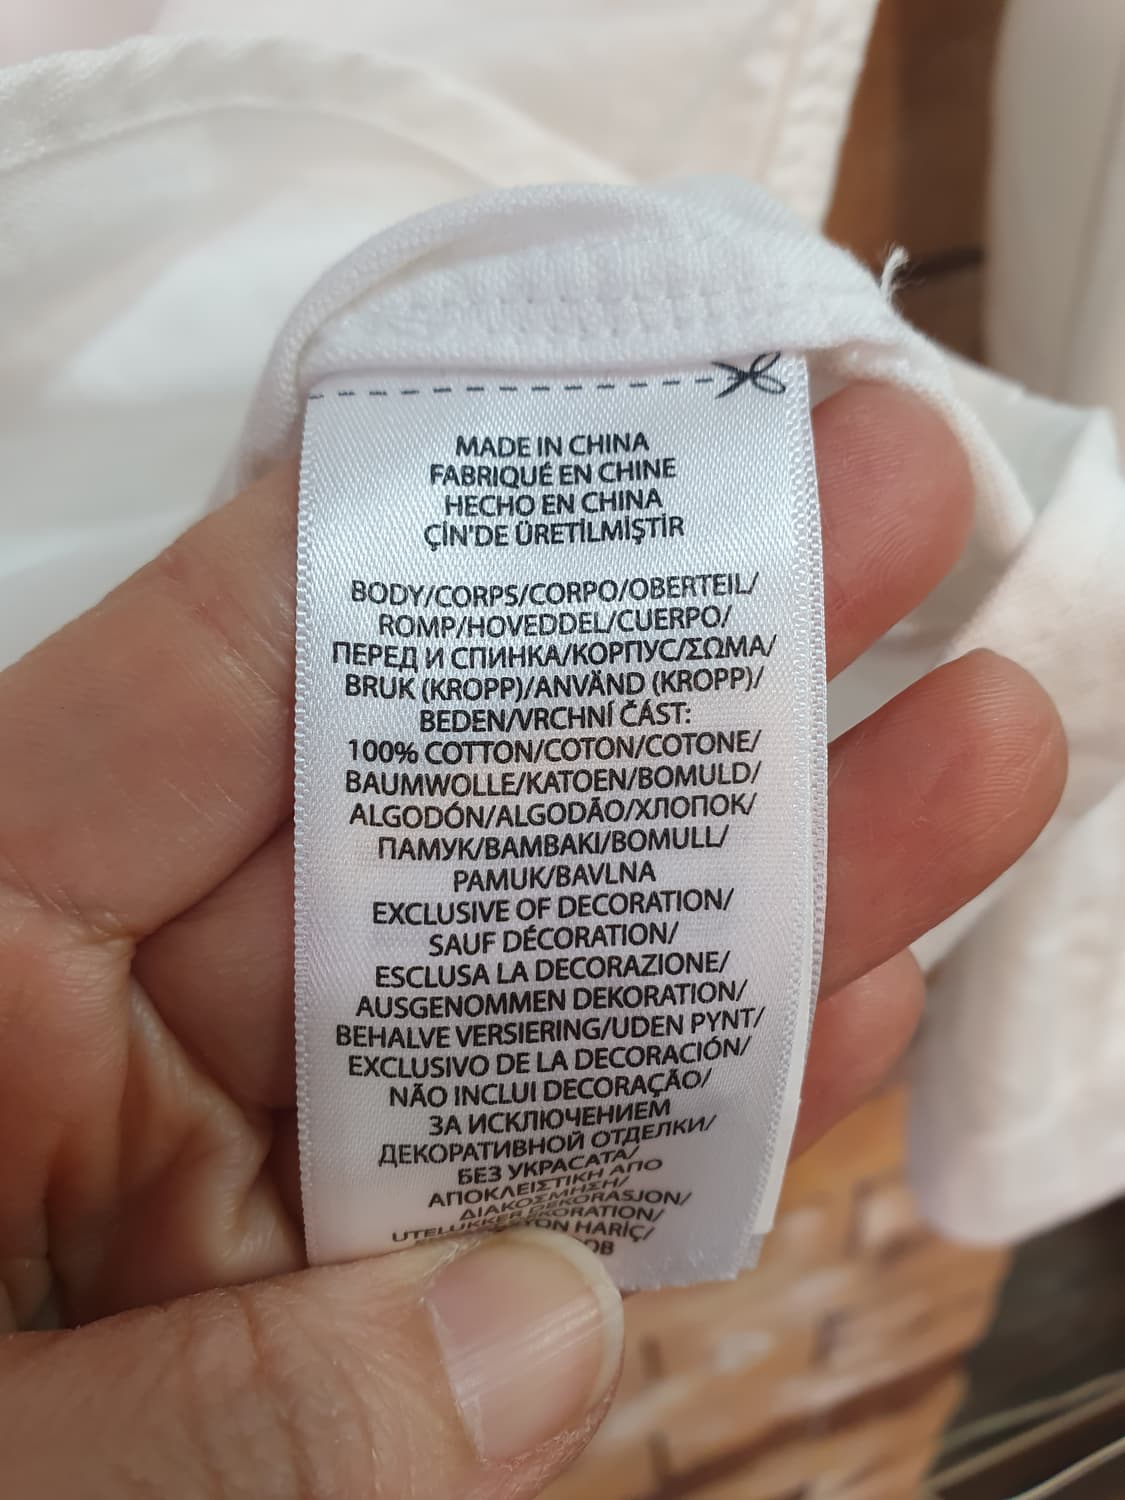 MADE IN CHINA
FABRIQUÉ EN CHINE
HECHO EN CHINA
ÇİN'DE ÜRETİLMİŞTİR
BODY/CORPS/CORPO/OBERTEIL/
ROMP/HOVEDDEL/CUERPO/
ПЕРЕД И СПИНКА/КОРПУС/ΣΩΜΑ/
BRUK (KROPP)/ANVÄND (KROPP)/
BEDEN/VRCHNÍ ČÁST:
100% COTTON/COTON/COTONE/
BAUMWOLLE/KATOEN/BOMULD/
ALGODÓN/ALGODÃO/ХЛОПОК/
ПАМУК/BAMBAKI/BOMULL/
PAMUK/BAVLNA
EXCLUSIVE OF DECORATION/
SAUF DÉCORATION/
ESCLUSA LA DECORAZIONE/
AUSGENOMMEN DEKORATION/
BEHALVE VERSIERING/UDEN PYNT/
EXCLUSIVO DE LA DECORACIÓN/
NÃO INCLUI DECORAÇÃO/
ЗА ИСКЛЮЧЕНИЕМ
ДЕКОРАТИВНОЙ ОТДЕЛКИ/
БЕЗ УКРАСАТА/
ΑΠΟΚΛΕΙΣΤΙΚΗ ΑΠΟ
ΔΙΑΚΟΣΜΗΣΗ/
UTELUKKER DEKORASJON/
HARİÇ/